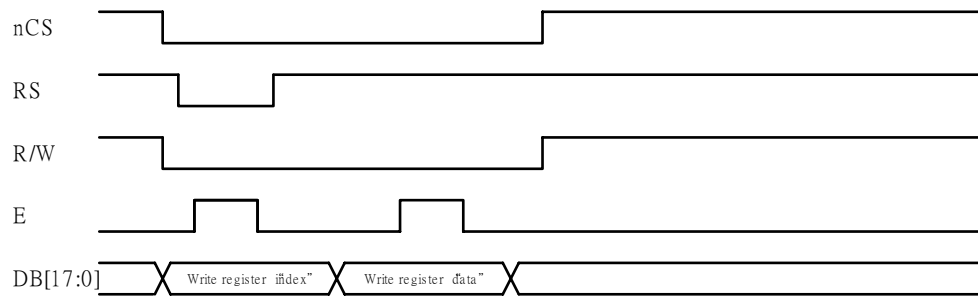 nCS
RS
R/W
E
DB[17:0]
Write register index”
Write register data”